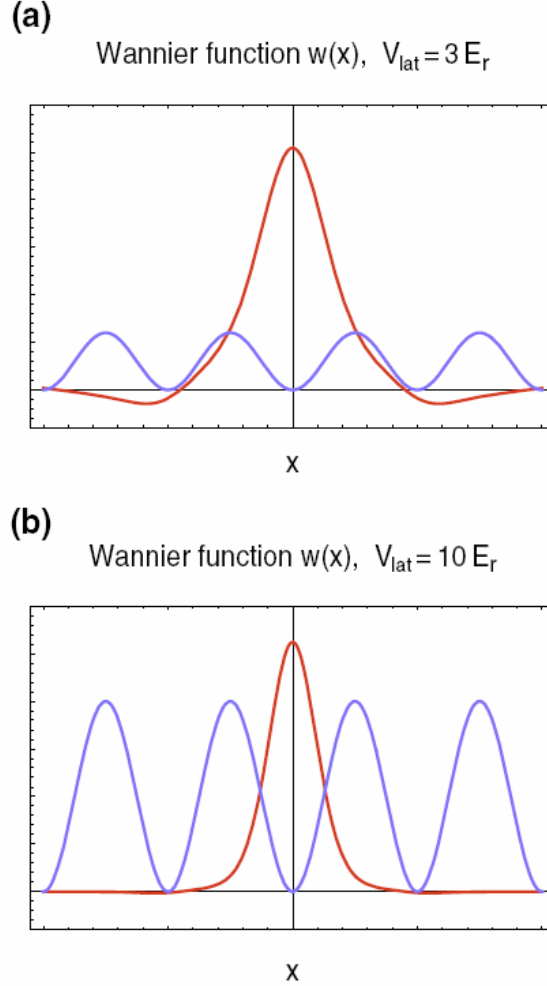 (a)
Wannier function w(x), V_lat = 3 E_r
x
(b)
Wannier function w(x), V_lat = 10 E_r
x